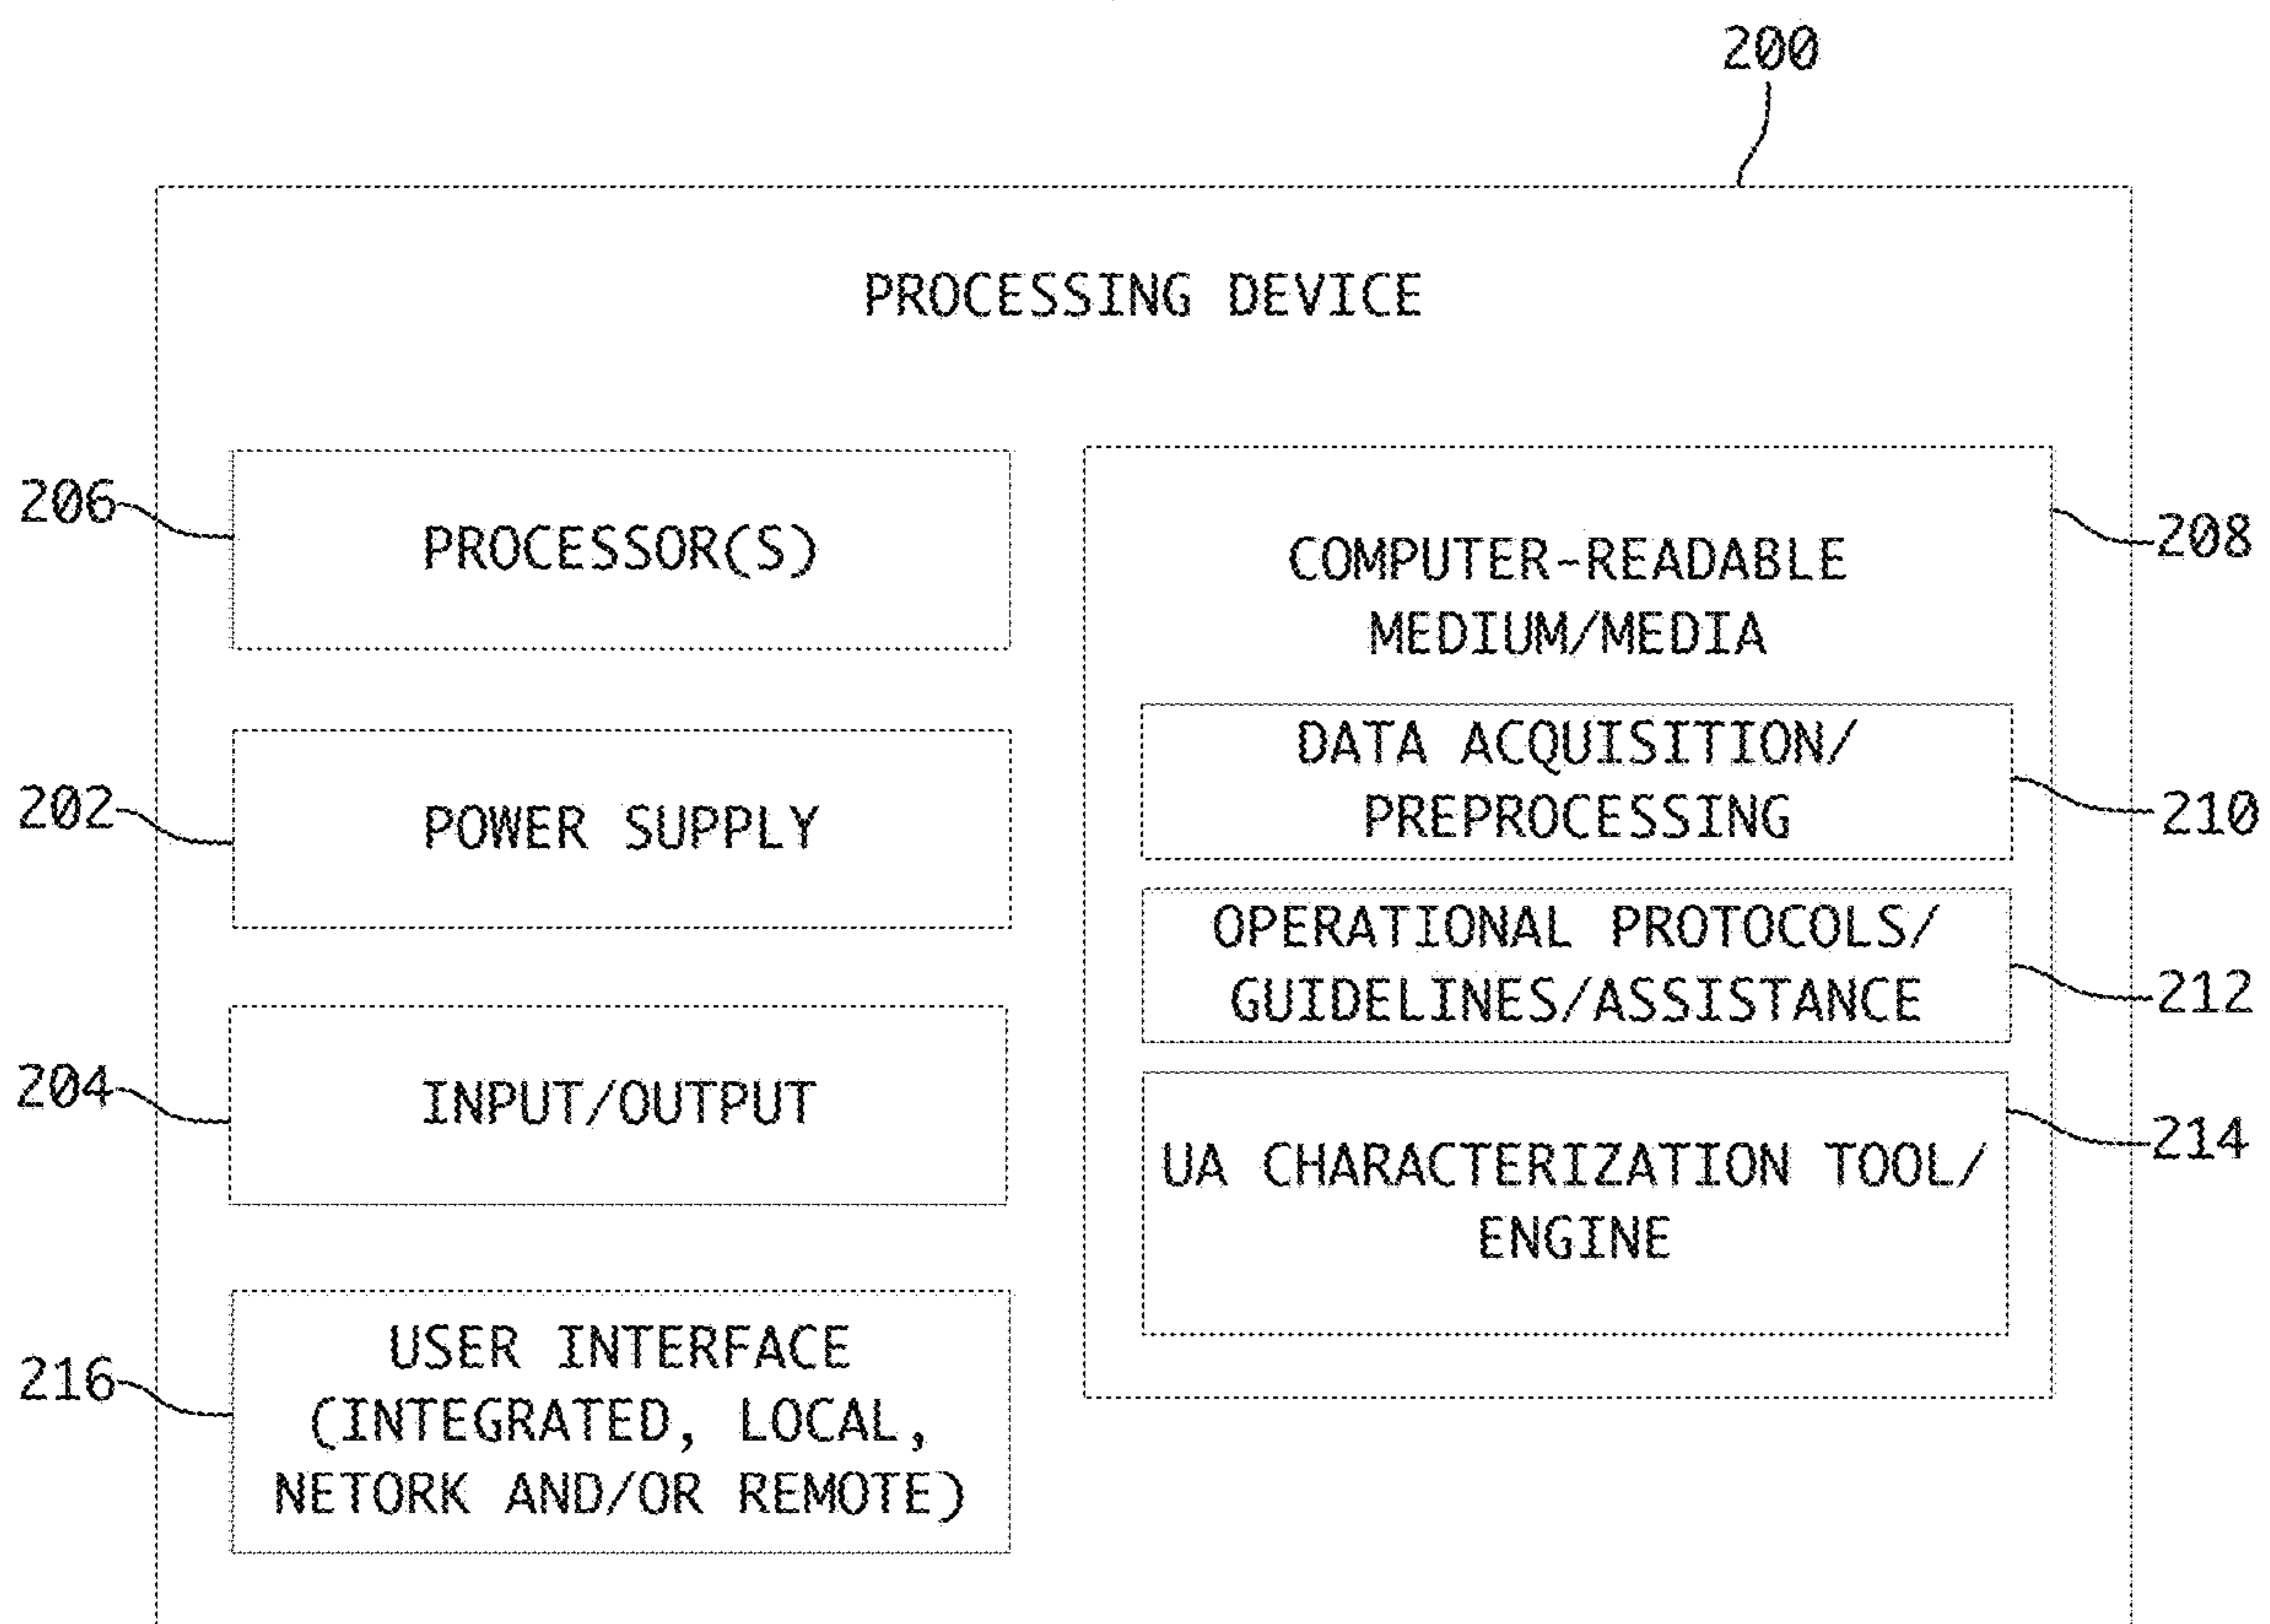 200
PROCESSING DEVICE
206
PROCESSOR(S)
202
POWER SUPPLY
204
INPUT/OUTPUT
216
USER INTERFACE
(INTEGRATED, LOCAL,
NETORK AND/OR REMOTE)
COMPUTER-READABLE
MEDIUM/MEDIA
208
DATA ACQUISITION/
PREPROCESSING
210
OPERATIONAL PROTOCOLS/
GUIDELINES/ASSISTANCE
212
UA CHARACTERIZATION TOOL/
ENGINE
214